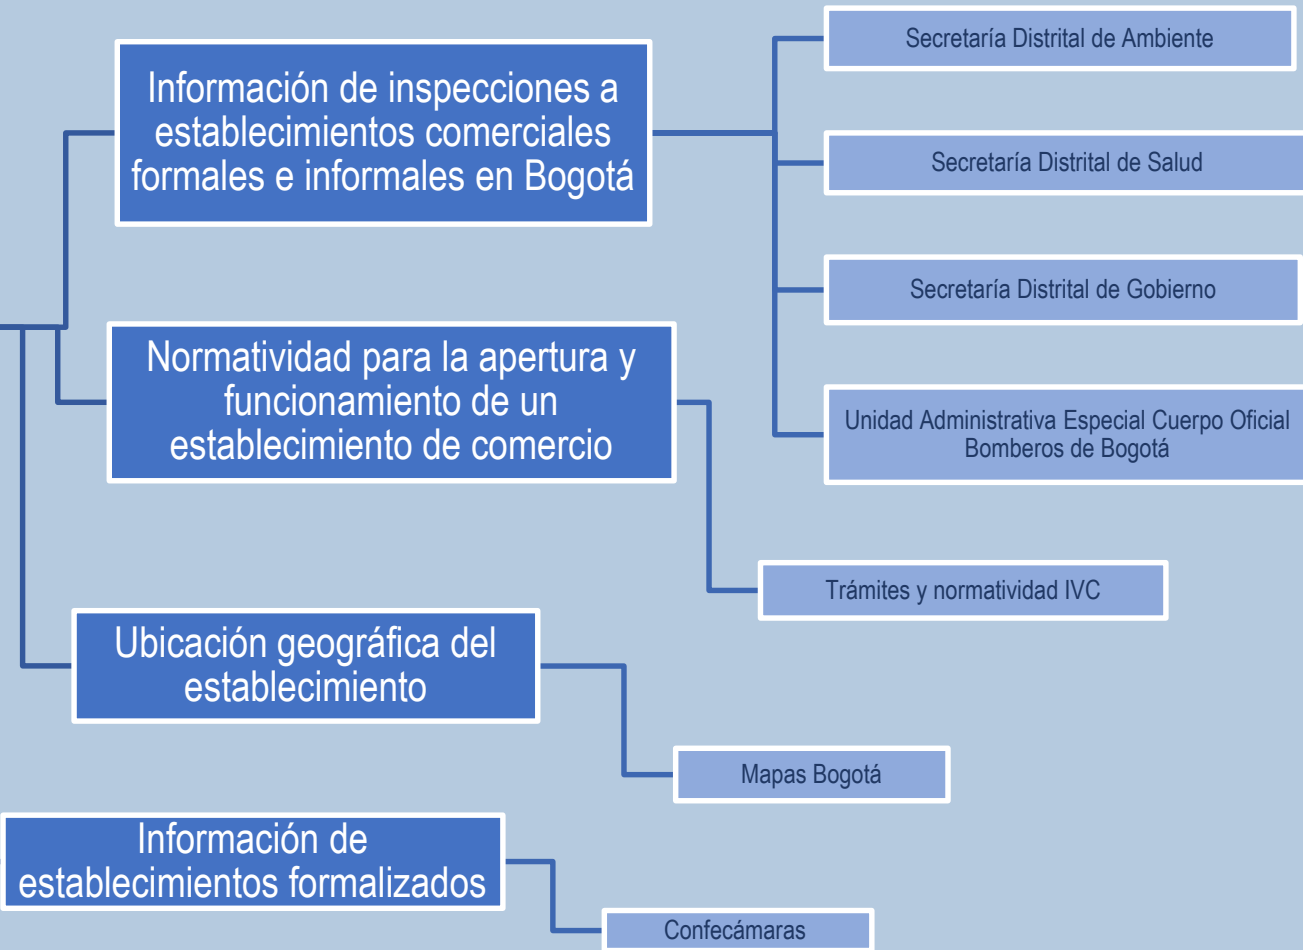 Información de inspecciones a
establecimientos comerciales
formales e informales en Bogotá
Secretaría Distrital de Ambiente
Secretaría Distrital de Salud
Secretaría Distrital de Gobierno
Unidad Administrativa Especial Cuerpo Oficial
Bomberos de Bogotá
Normatividad para la apertura y
funcionamiento de un
establecimiento de comercio
Trámites y normatividad IVC
Ubicación geográfica del
establecimiento
Mapas Bogotá
Información de
establecimientos formalizados
Confecámaras